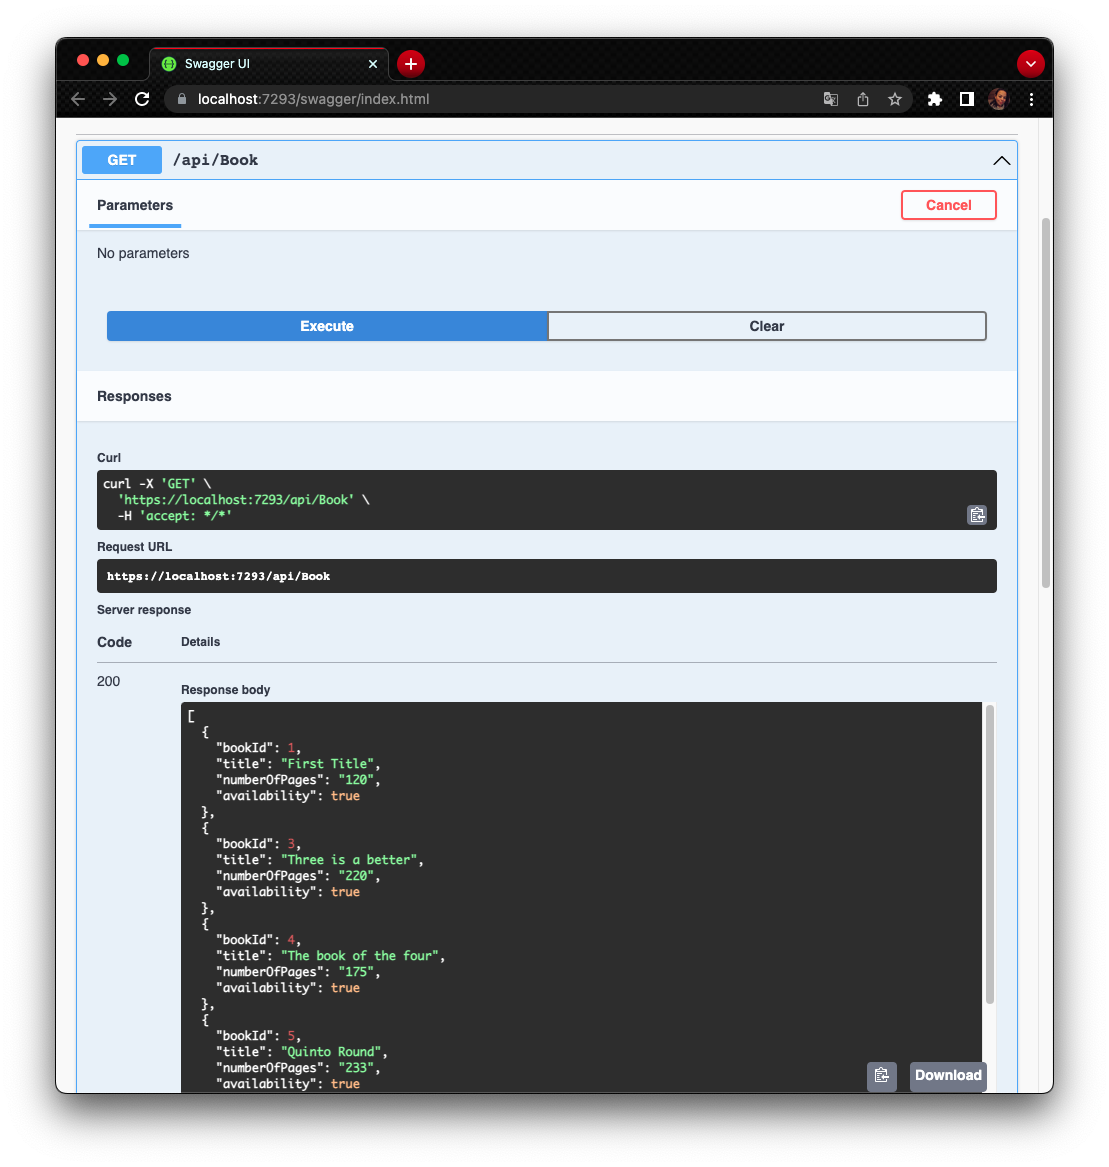 Swagger UI
localhost:7293/swagger/index.html
GET /api/Book
Parameters
Cancel
No parameters
Execute
Clear
Responses
Curl
curl -X 'GET' \
'https://localhost:7293/api/Book' \
-H 'accept: */*'
Request URL
https://localhost:7293/api/Book
Server response
Code Details
200
Response body
[
{
"bookId": 1,
"title": "First Title",
"numberOfPages": "120",
"availability": true
},
{
"bookId": 3,
"title": "Three is a better",
"numberOfPages": "220",
"availability": true
},
{
"bookId": 4,
"title": "The book of the four",
"numberOfPages": "175",
"availability": true
},
{
"bookId": 5,
"title": "Quinto Round",
"numberOfPages": "233",
"availability": true
Download